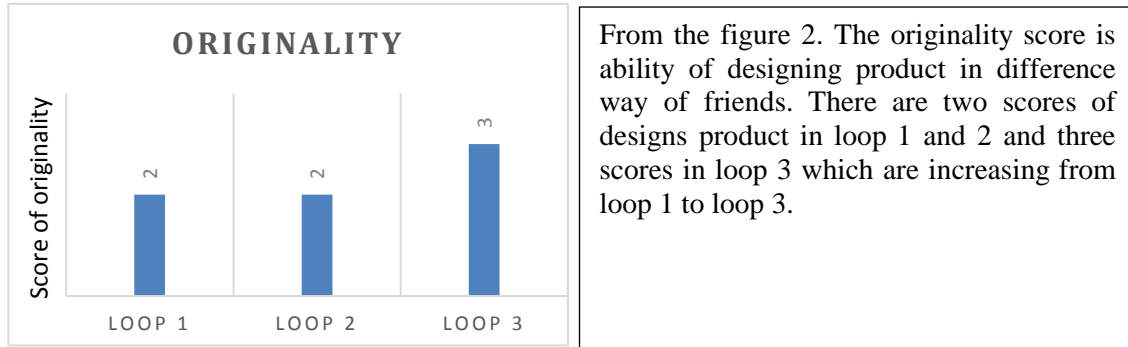 ORIGINALITY
Score of originality
2
2
3
LOOP 1
LOOP 2
LOOP 3
From the figure 2. The originality score is
ability of designing product in difference
way of friends. There are two scores of
designs product in loop 1 and 2 and three
scores in loop 3 which are increasing from
loop 1 to loop 3.